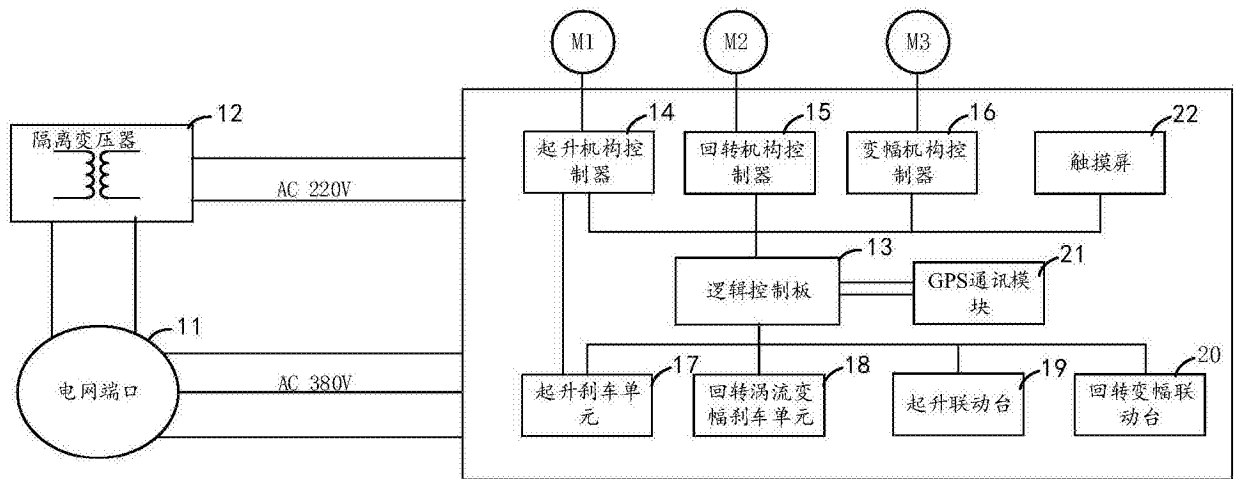 M1
M2
M3
12
14
15
16
22
隔离变压器
起升机构控
制器
回转机构控
制器
变幅机构控
制器
触摸屏
AC 220V
13
21
逻辑控制板
GPS通讯模
块
11
电网端口
AC 380V
17
18
19
20
起升刹车单
元
回转涡流变
幅刹车单元
起升联动台
回转变幅联
动台